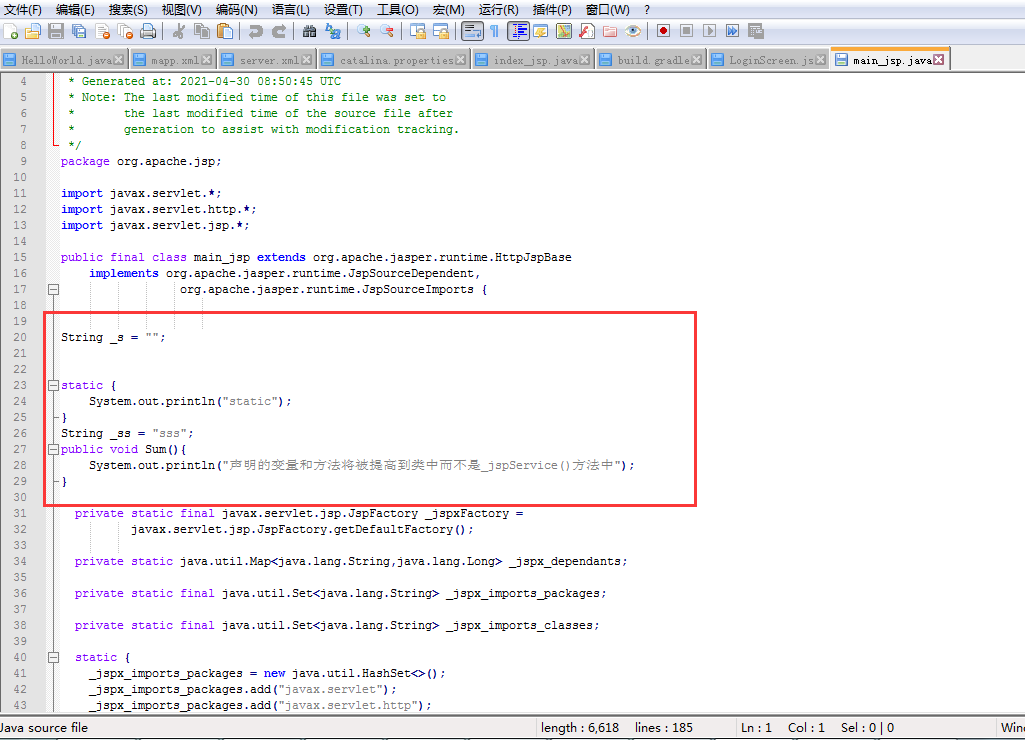 文件(F) 编辑(E) 搜索(S) 视图(V) 编码(N) 语言(L) 设置(T) 工具(O) 宏(M) 运行(R) 插件(P) 窗口(W) ?
HelloWorld.java mapp.xml server.xml catalina.properties index_jsp.java build.gradle LoginScreen.js main_jsp.java
4 * Generated at: 2021-04-30 08:50:45 UTC
5 * Note: The last modified time of this file was set to
6 * the last modified time of the source file after
7 * generation to assist with modification tracking.
8 */
9 package org.apache.jsp;
10
11 import javax.servlet.*;
12 import javax.servlet.http.*;
13 import javax.servlet.jsp.*;
14
15 public final class main_jsp extends org.apache.jasper.runtime.HttpJspBase
16 implements org.apache.jasper.runtime.JspSourceDependent,
17 org.apache.jasper.runtime.JspSourceImports {
18
19
20 String _s = "";
21
22
23 static {
24 System.out.println("static");
25 }
26 String _ss = "sss";
27 public void Sum(){
28 System.out.println("声明的变量和方法将被提高到类中而不是_jspService()方法中");
29 }
30
31 private static final javax.servlet.jsp.JspFactory _jspxFactory =
32 javax.servlet.jsp.JspFactory.getDefaultFactory();
33
34 private static java.util.Map<java.lang.String,java.lang.Long> _jspx_dependants;
35
36 private static final java.util.Set<java.lang.String> _jspx_imports_packages;
37
38 private static final java.util.Set<java.lang.String> _jspx_imports_classes;
39
40 static {
41 _jspx_imports_packages = new java.util.HashSet<>();
42 _jspx_imports_packages.add("javax.servlet");
43 _jspx_imports_packages.add("javax.servlet.http");
Java source file length : 6,618 lines : 185 Ln : 1 Col : 1 Sel : 0 | 0 Wind